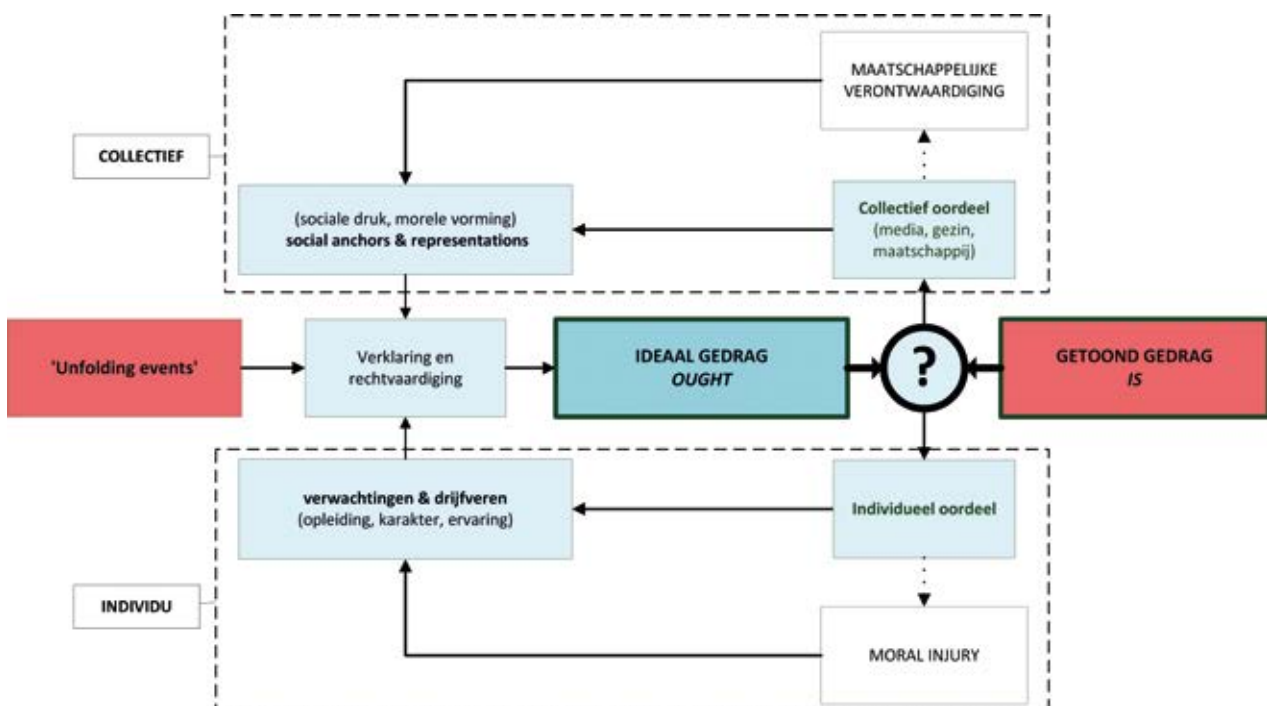 MAATSCHAPPELIJKE
VERONTWAARDIGING
COLLECTIEF
(sociale druk, morele vorming)
social anchors & representations
Collectief oordeel
(media, gezin,
maatschappij)
'Unfolding events'
Verklaring en
rechtvaardiging
IDEAAL GEDRAG
OUGHT
?
GETOOND GEDRAG
IS
verwachtingen & drijfveren
(opleiding, karakter, ervaring)
Individueel oordeel
INDIVIDU
MORAL INJURY